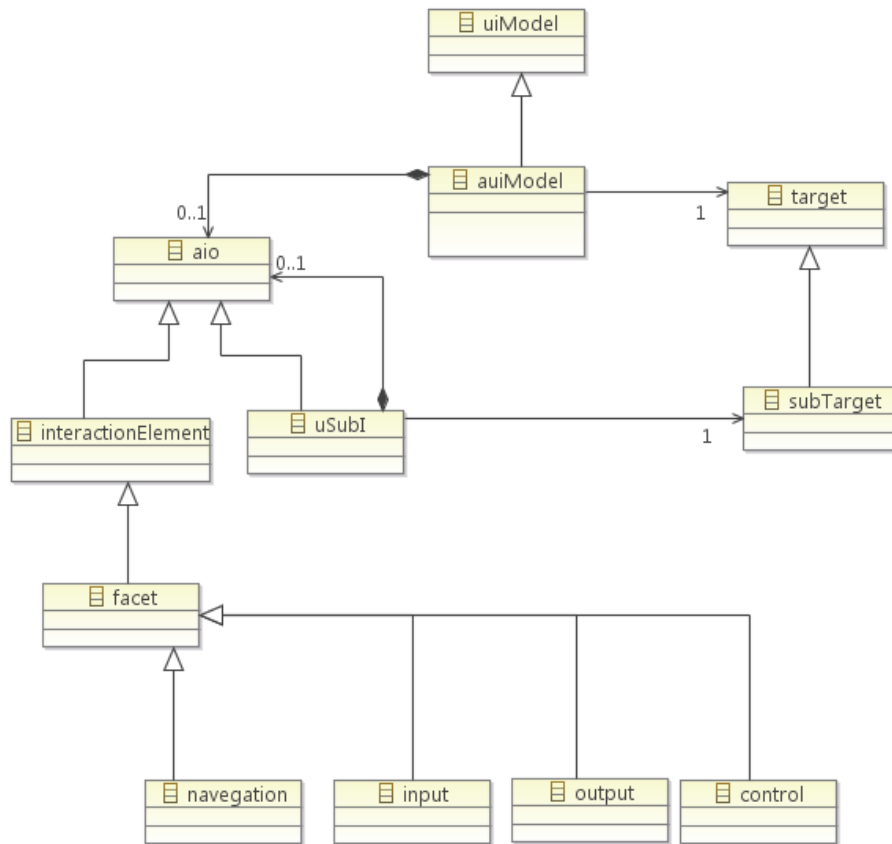 uiModel
auiModel
target
1
0..1
aio
0..1
subTarget
uSubI
1
interactionElement
facet
navegation
input
output
control